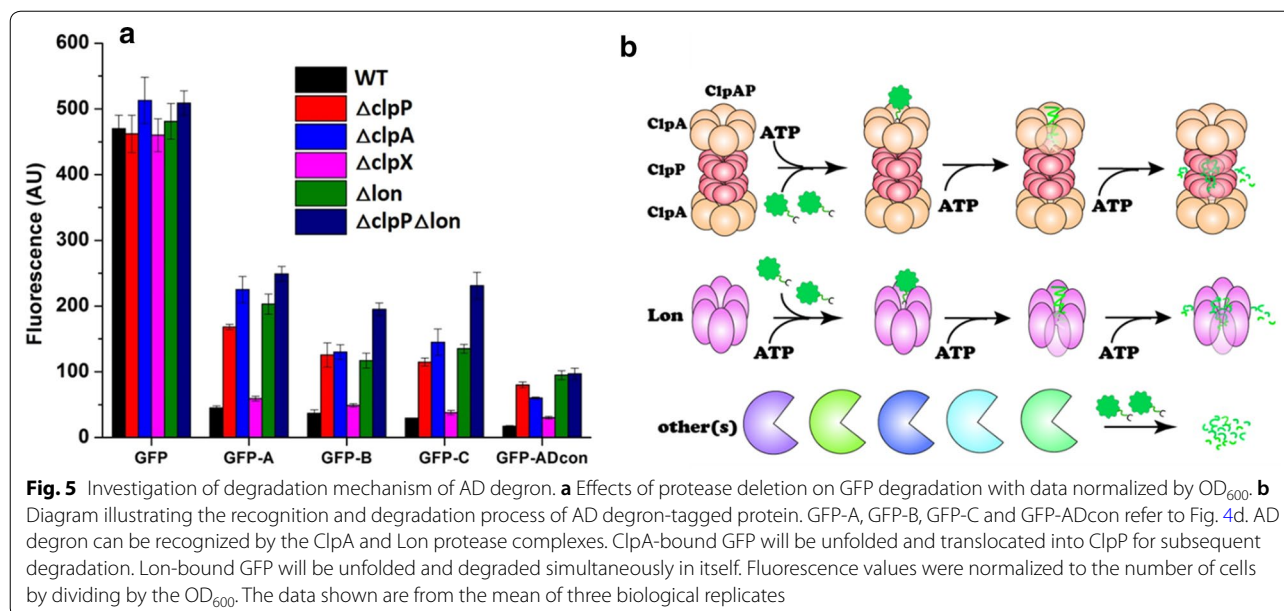 a
600
500
400
300
200
100
0
Fluorescence (AU)
WT
ΔclpP
ΔclpA
ΔclpX
Δlon
ΔclpPΔlon
GFP
GFP-A
GFP-B
GFP-C
GFP-ADcon
b
ClpAP
ClpA
ClpP
ClpA
ATP
ATP
ATP
Lon
ATP
ATP
ATP
other(s)
Fig. 5 Investigation of degradation mechanism of AD degron. a Effects of protease deletion on GFP degradation with data normalized by OD600. b
Diagram illustrating the recognition and degradation process of AD degron-tagged protein. GFP-A, GFP-B, GFP-C and GFP-ADcon refer to Fig. 4d. AD
degron can be recognized by the ClpA and Lon protease complexes. ClpA-bound GFP will be unfolded and translocated into ClpP for subsequent
degradation. Lon-bound GFP will be unfolded and degraded simultaneously in itself. Fluorescence values were normalized to the number of cells
by dividing by the OD600. The data shown are from the mean of three biological replicates